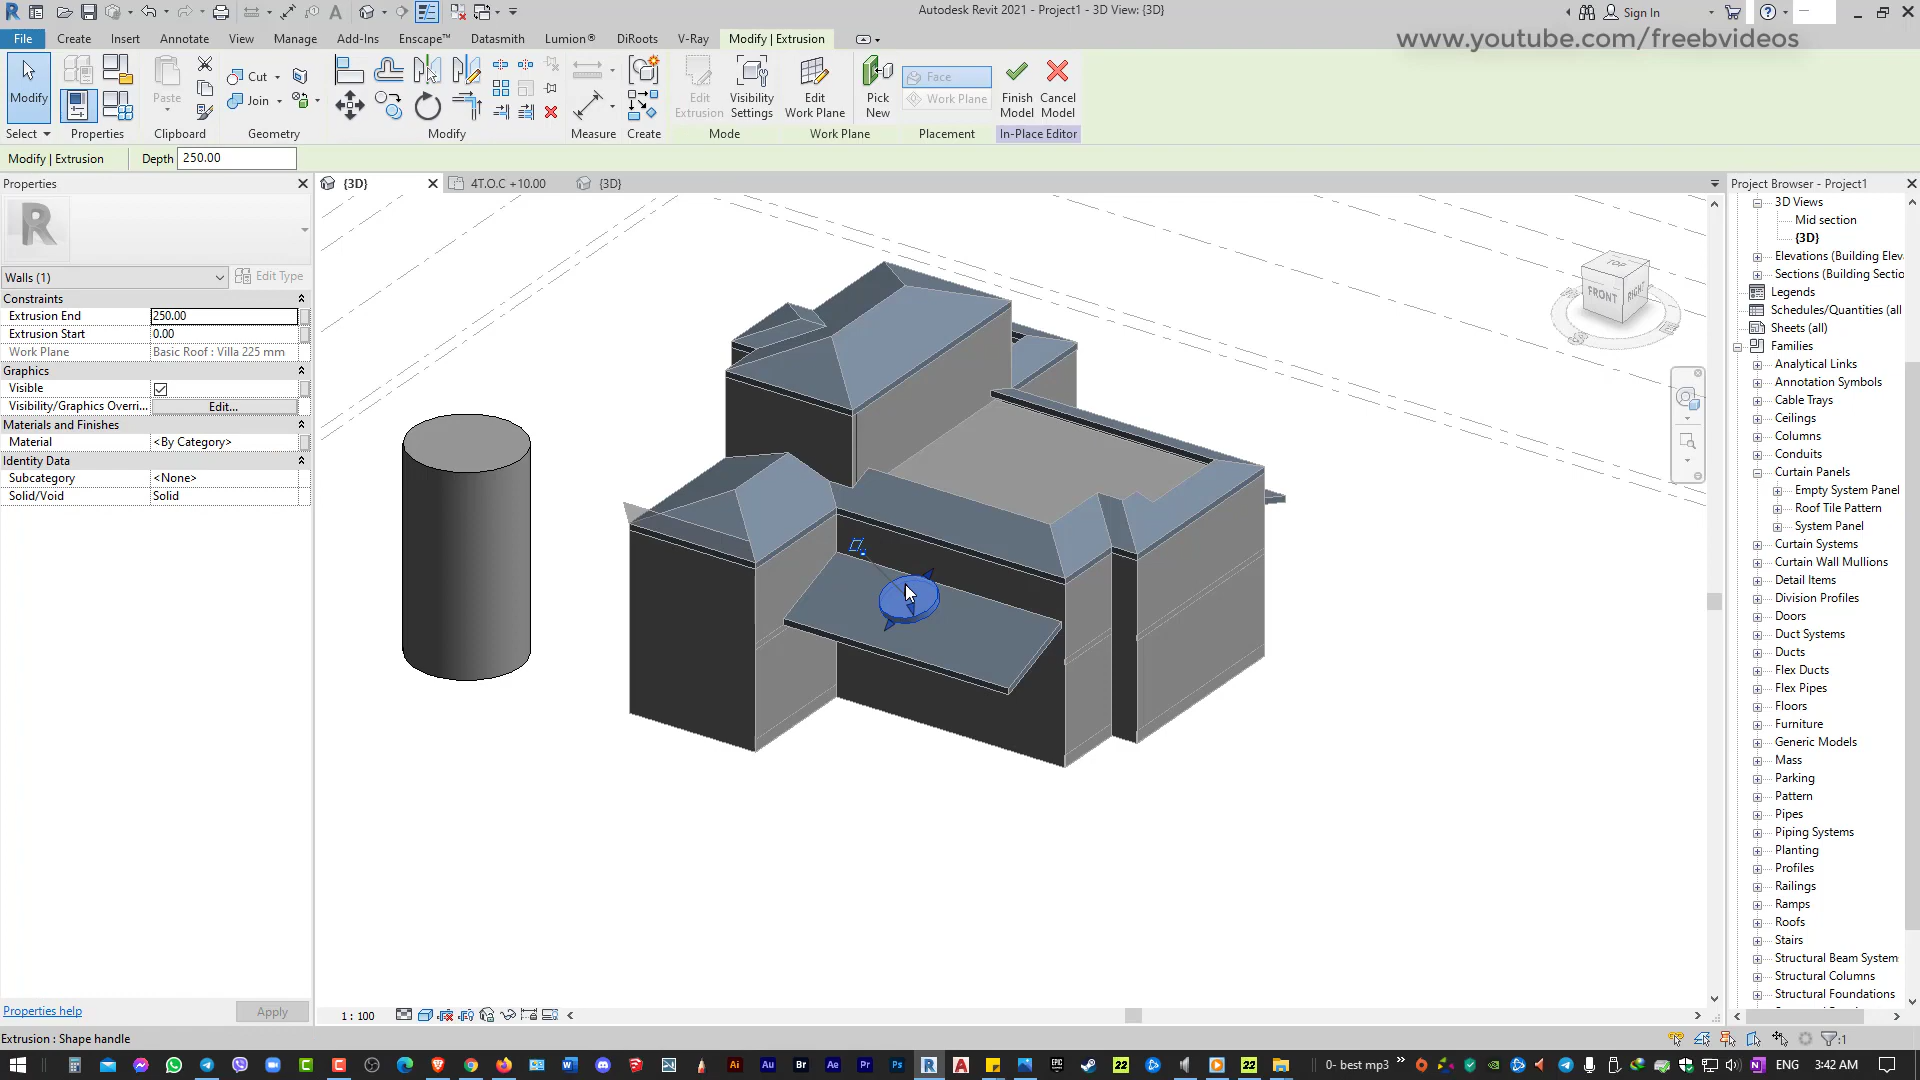 Autodesk Revit 2021 - 3D View: {3D}
Sign In
File Create Insert Annotate View Manage Add-Ins Enscape™ Datasmith Lumion® DiRoots V-Ray Modify | Extrusion
www.youtube.com/freebvideos
Modify
Paste
Cut
Join
Edit Extrusion
Visibility Settings
Edit Work Plane
Pick New
Face
Work Plane
Finish Model
Cancel Model
Select Properties Clipboard Geometry Modify Measure Create Mode Work Plane Placement In-Place Editor
Modify | Extrusion Depth 250.00
Properties
{3D} 4T.O.C +10.00 {3D}
Project Browser - Project1
R
Walls (1) Edit Type
Constraints
Extrusion End 250.00
Extrusion Start 0.00
Work Plane Basic Roof : Villa 225 mm
Graphics
Visible
Visibility/Graphics Overri... Edit...
Materials and Finishes
Material <By Category>
Identity Data
Subcategory <None>
Solid/Void Solid
TOP
FRONT
RIGHT
3D Views
Mid section
{3D}
Elevations (Building Elev
Sections (Building Sectio
Legends
Schedules/Quantities (all
Sheets (all)
Families
Analytical Links
Annotation Symbols
Cable Trays
Ceilings
Columns
Conduits
Curtain Panels
Empty System Panel
Roof Tile Pattern
System Panel
Curtain Systems
Curtain Wall Mullions
Detail Items
Division Profiles
Doors
Duct Systems
Ducts
Flex Ducts
Flex Pipes
Floors
Furniture
Generic Models
Mass
Parking
Pattern
Pipes
Piping Systems
Planting
Profiles
Railings
Ramps
Roofs
Stairs
Structural Beam System
Structural Columns
Structural Foundations
Properties help Apply
1 : 100
Extrusion : Shape handle
:1
0- best mp3
ENG
3:42 AM